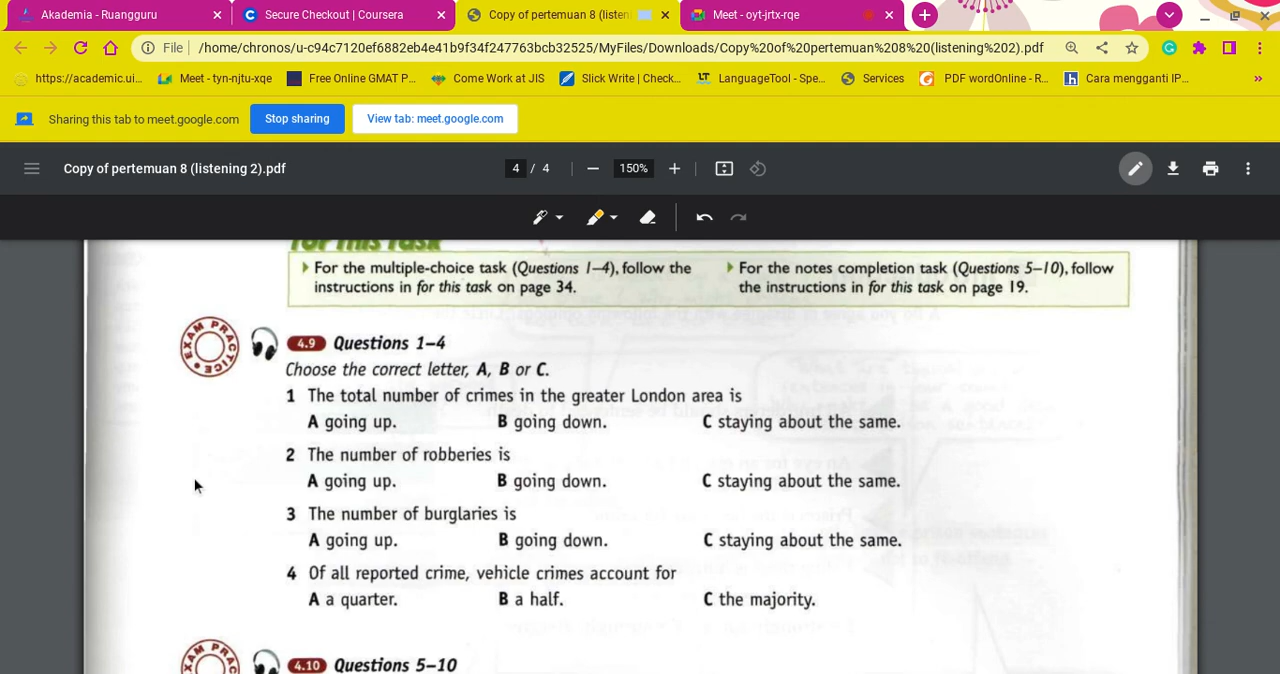 Akademia - Ruangguru
Secure Checkout | Coursera
Copy of pertemuan 8 (listen
Meet - oyt-jrtx-rqe
File
/home/chronos/u-c94c7120ef6882eb4e41b9f34f247763bcb32525/MyFiles/Downloads/Copy%20of%20pertemuan%208%20(listening%202).pdf
https://academic.ui...
Meet - tyn-njtu-xqe
Free Online GMAT P...
Come Work at JIS
Slick Write | Check...
LanguageTool - Spe...
Services
PDF wordOnline - R...
Cara mengganti IP...
Sharing this tab to meet.google.com
Stop sharing
View tab: meet.google.com
Copy of pertemuan 8 (listening 2).pdf
4 / 4
150%
for this task
For the multiple-choice task (Questions 1–4), follow the
instructions in for this task on page 34.
For the notes completion task (Questions 5–10), follow
the instructions in for this task on page 19.
EXAM PRACTICE
4.9 Questions 1–4
Choose the correct letter, A, B or C.
1 The total number of crimes in the greater London area is
A going up. B going down. C staying about the same.
2 The number of robberies is
A going up. B going down. C staying about the same.
3 The number of burglaries is
A going up. B going down. C staying about the same.
4 Of all reported crime, vehicle crimes account for
A a quarter. B a half. C the majority.
EXAM PRAC
4.10 Questions 5–10